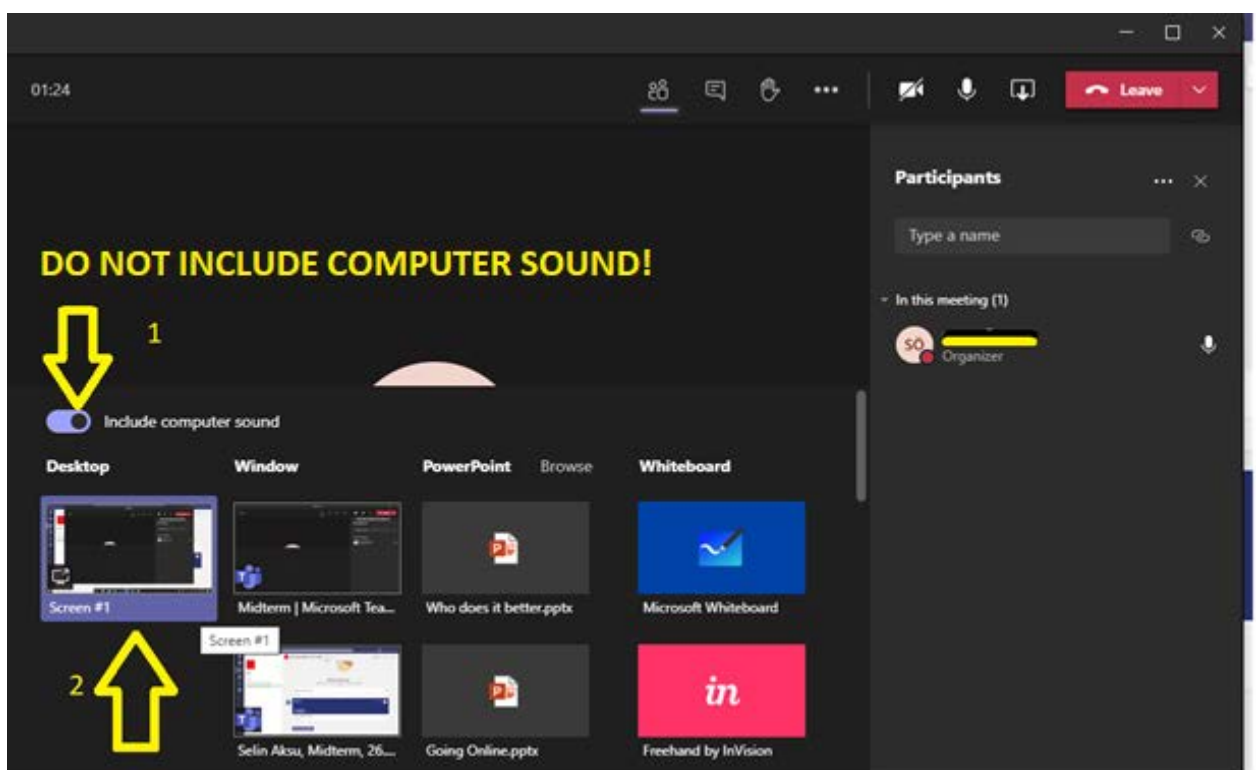 01:24
Leave
Participants
Type a name
DO NOT INCLUDE COMPUTER SOUND!
1
In this meeting (1)
SÖ
Organizer
Include computer sound
Desktop Window PowerPoint Browse Whiteboard
Screen #1 Midterm | Microsoft Tea... Who does it better.pptx Microsoft Whiteboard
Screen #1
2
in
Selin Aksu, Midterm, 26.... Going Online.pptx Freehand by InVision